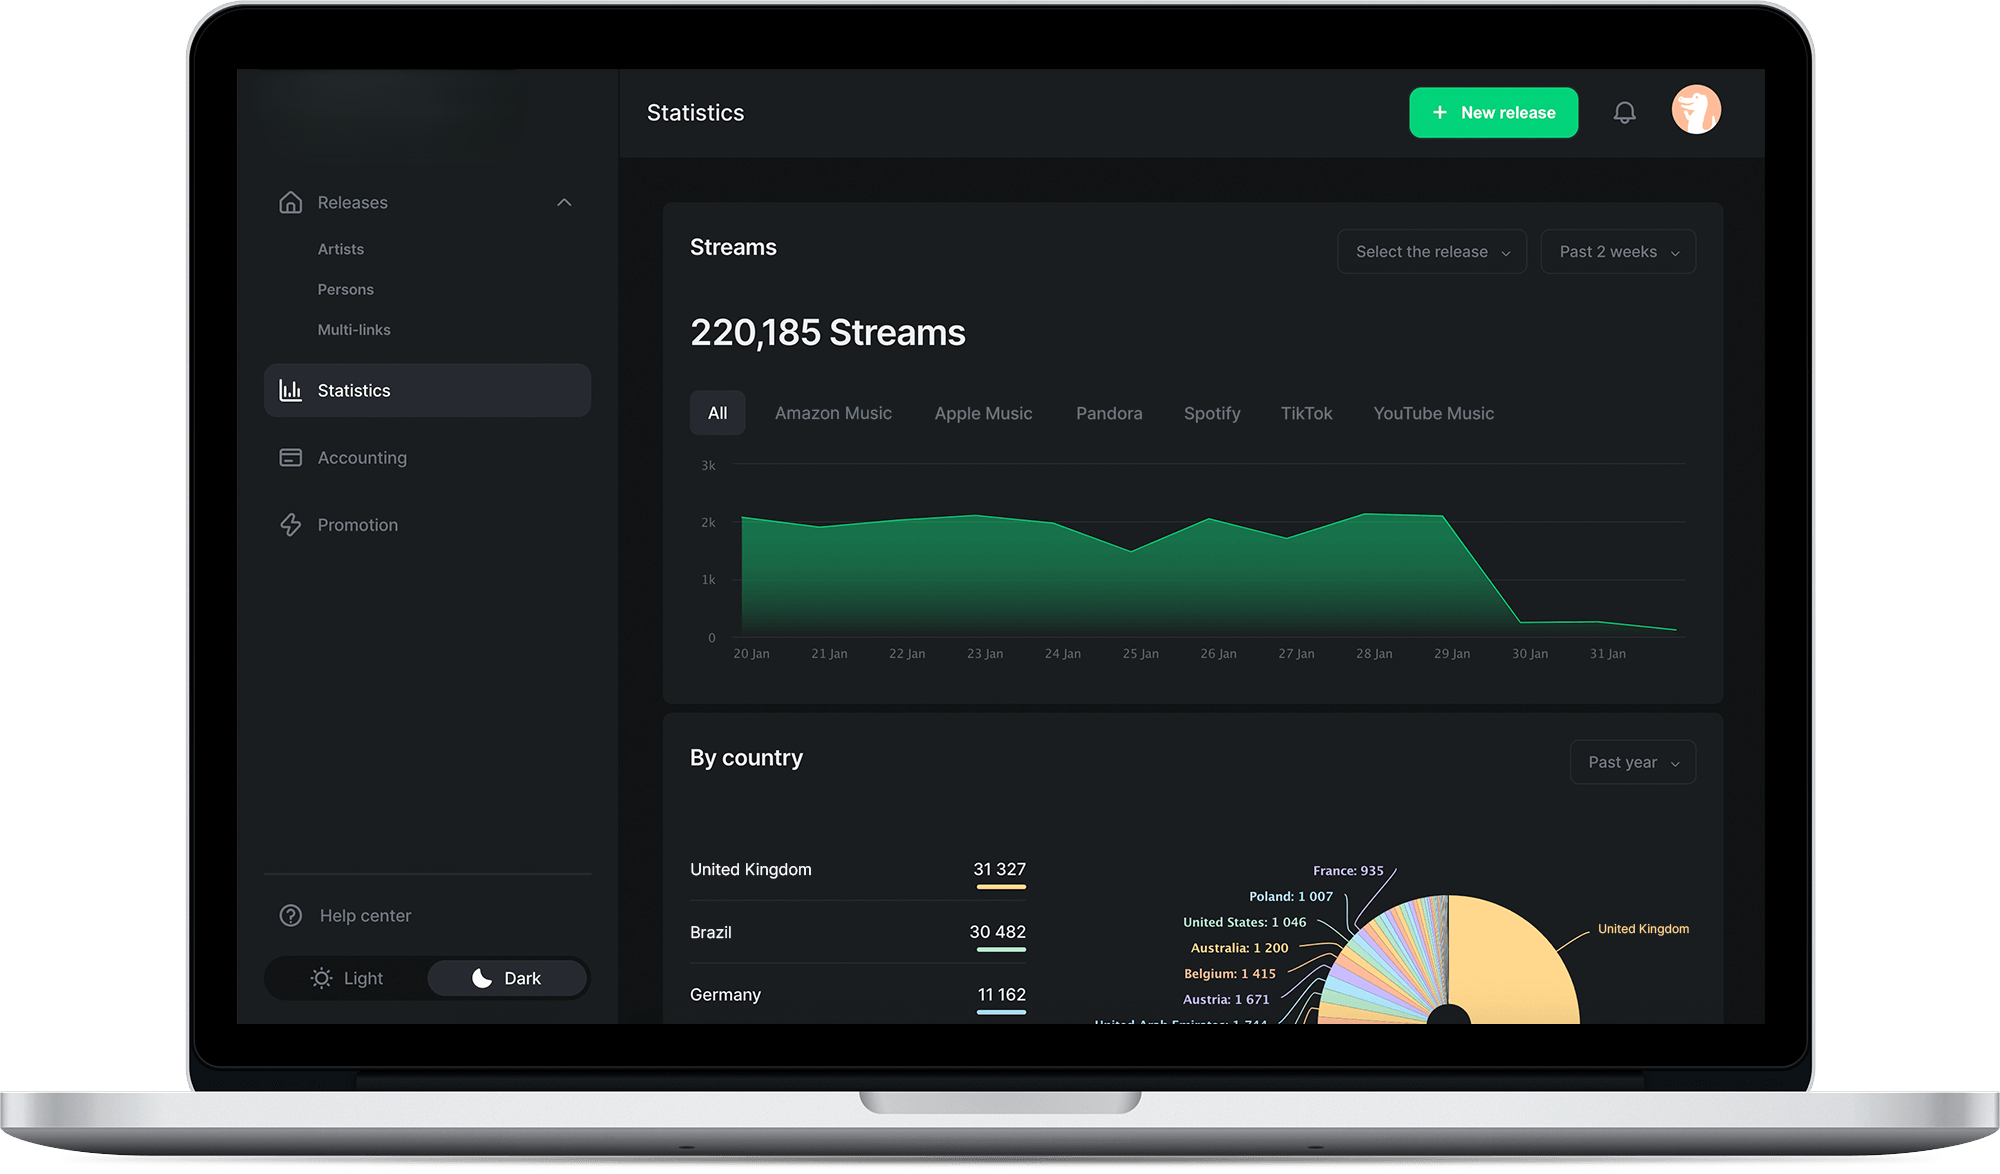 Statistics
+ New release
Releases
Artists
Persons
Multi-links
Statistics
Accounting
Promotion
Help center
Light
Dark
Streams
Select the release
Past 2 weeks
220,185 Streams
All Amazon Music Apple Music Pandora Spotify TikTok YouTube Music
3k
2k
1k
0
20 Jan 21 Jan 22 Jan 23 Jan 24 Jan 25 Jan 26 Jan 27 Jan 28 Jan 29 Jan 30 Jan 31 Jan
By country
Past year
United Kingdom 31 327
Brazil 30 482
Germany 11 162
France: 935
Poland: 1 007
United States: 1 046
Australia: 1 200
Belgium: 1 415
Austria: 1 671
United Arab Emirates: 1 744
United Kingdom